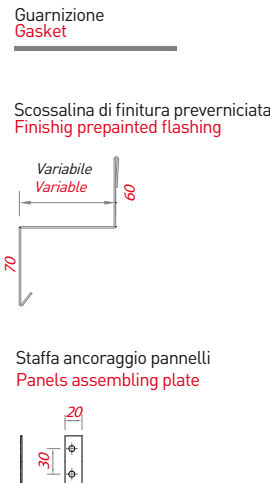 Guarnizione
Gasket
Scossalina di finitura preverniciata
Finishig prepainted flashing
Variabile
Variable
60
70
Staffa ancoraggio pannelli
Panels assembling plate
20
30